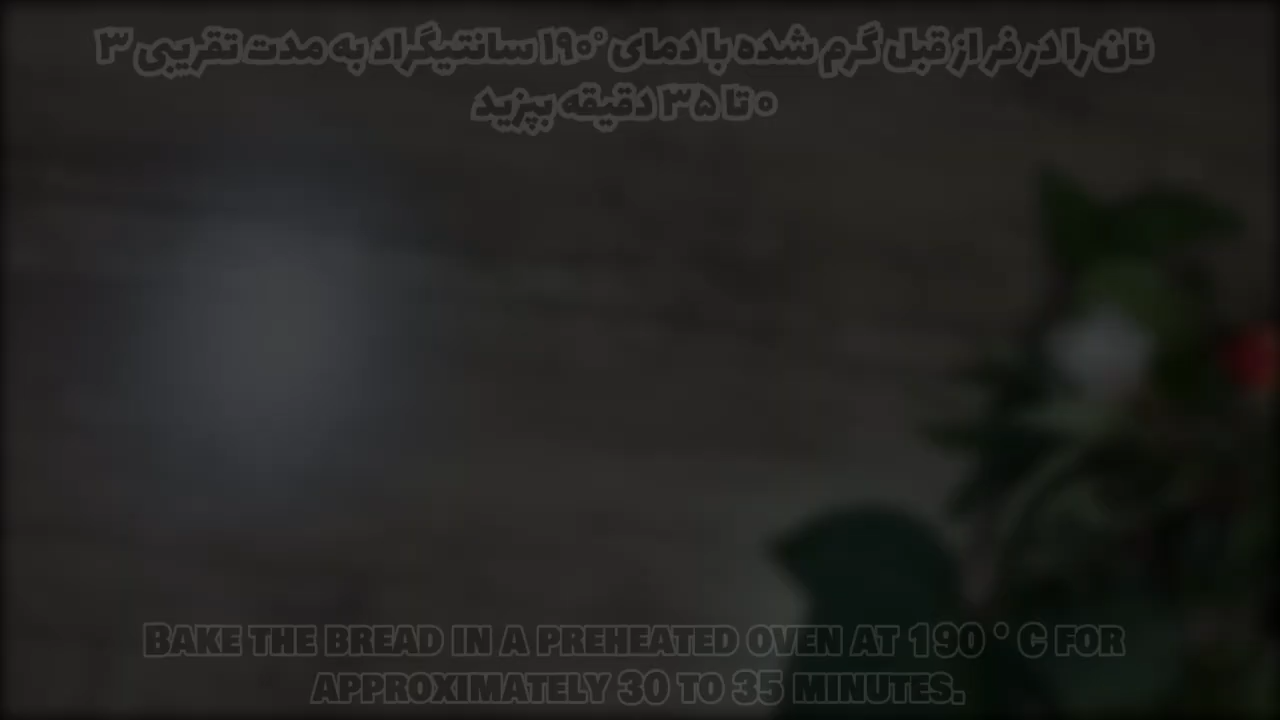 نان را در فر از قبل گرم شده با دمای °۱۹۰ سانتیگراد به مدت تقریبی ۳
۰ تا ۳۵ دقیقه بپزید
BAKE THE BREAD IN A PREHEATED OVEN AT 190 ° C FOR
APPROXIMATELY 30 TO 35 MINUTES.